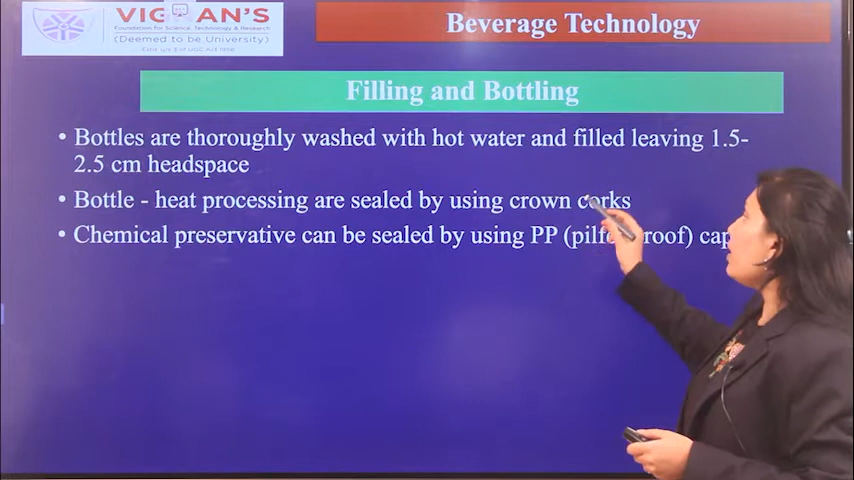 VIGNAN'S
Foundation for Science, Technology & Research
(Deemed to be University)
Beverage Technology
Filling and Bottling
• Bottles are thoroughly washed with hot water and filled leaving 1.5-
2.5 cm headspace
• Bottle - heat processing are sealed by using crown corks
• Chemical preservative can be sealed by using PP (pilfer proof) cap